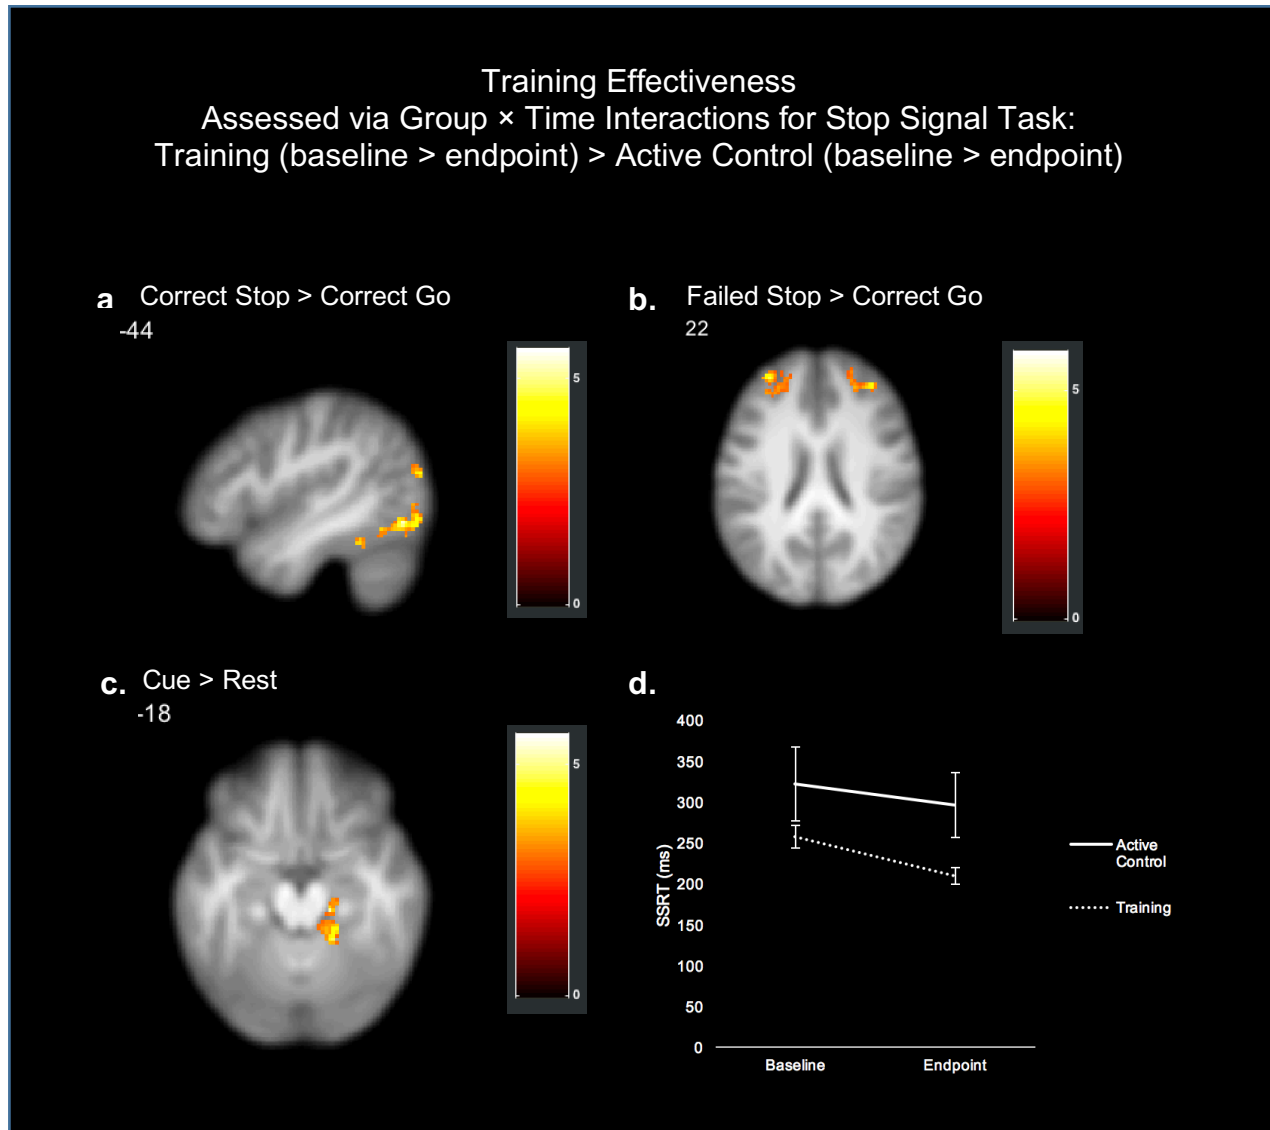 Training Effectiveness
Assessed via Group × Time Interactions for Stop Signal Task:
Training (baseline > endpoint) > Active Control (baseline > endpoint)
a Correct Stop > Correct Go
-44
5
0
b. Failed Stop > Correct Go
22
5
0
c. Cue > Rest
-18
5
0
d.
400
350
300
250
200
150
100
50
0
SSRT (ms)
Baseline Endpoint
Active
Control
Training